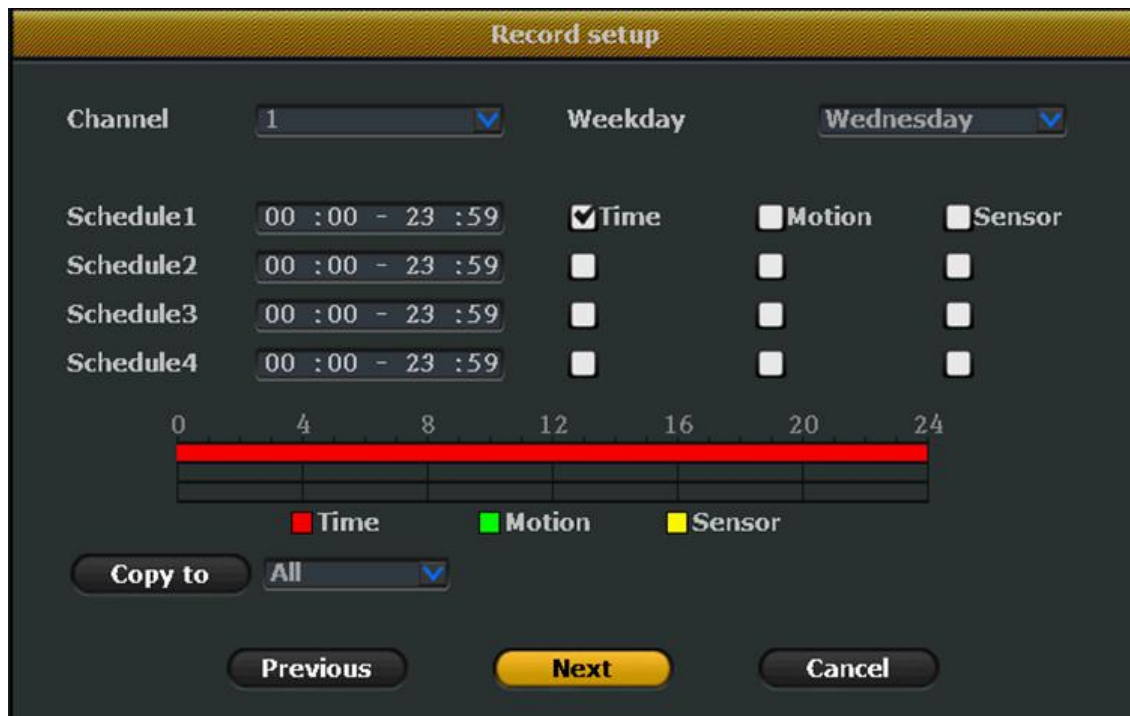 Record setup
Channel 1 Weekday Wednesday
Schedule1 00 :00 - 23 :59 Time Motion Sensor
Schedule2 00 :00 - 23 :59
Schedule3 00 :00 - 23 :59
Schedule4 00 :00 - 23 :59
0 4 8 12 16 20 24
Time Motion Sensor
Copy to All
Previous Next Cancel